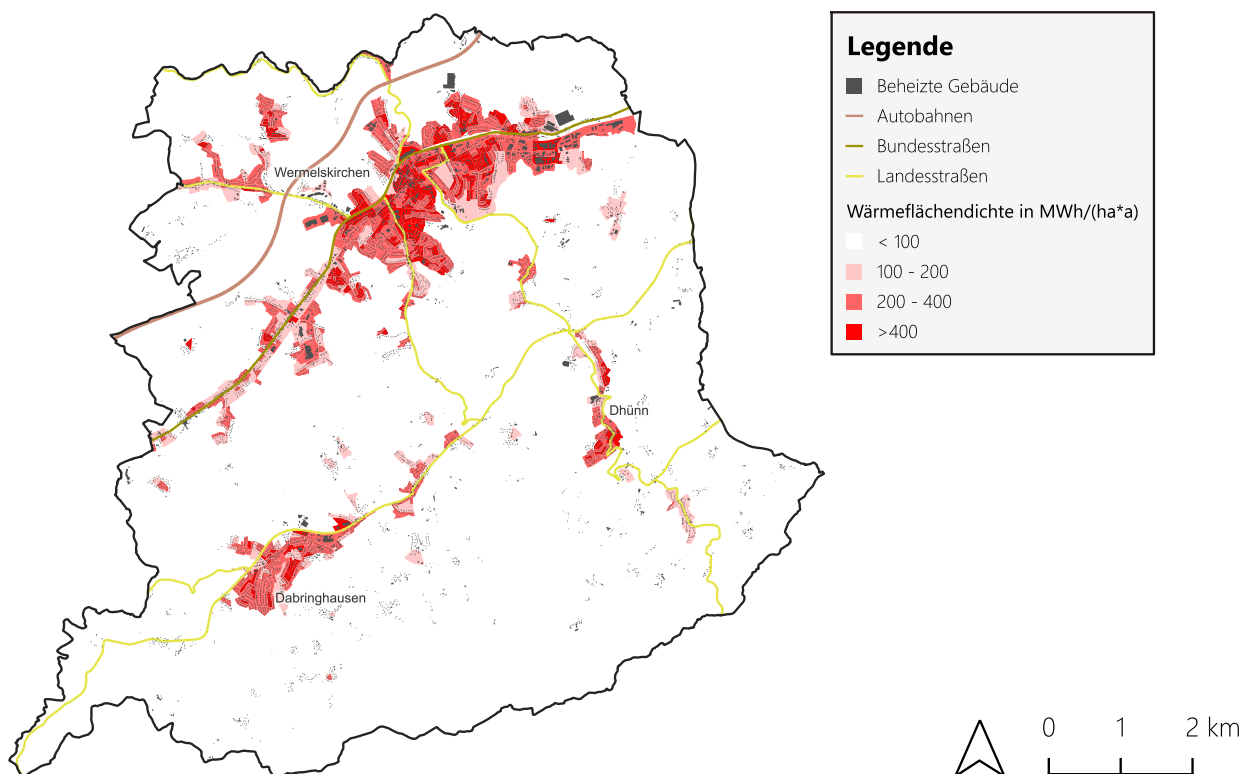 Legende
Beheizte Gebäude
Autobahnen
Bundesstraßen
Landesstraßen
Wärmeflächendichte in MWh/(ha*a)
< 100
100 - 200
200 - 400
>400
Wermelskirchen
Dhünn
Dabringhausen
0 1 2 km